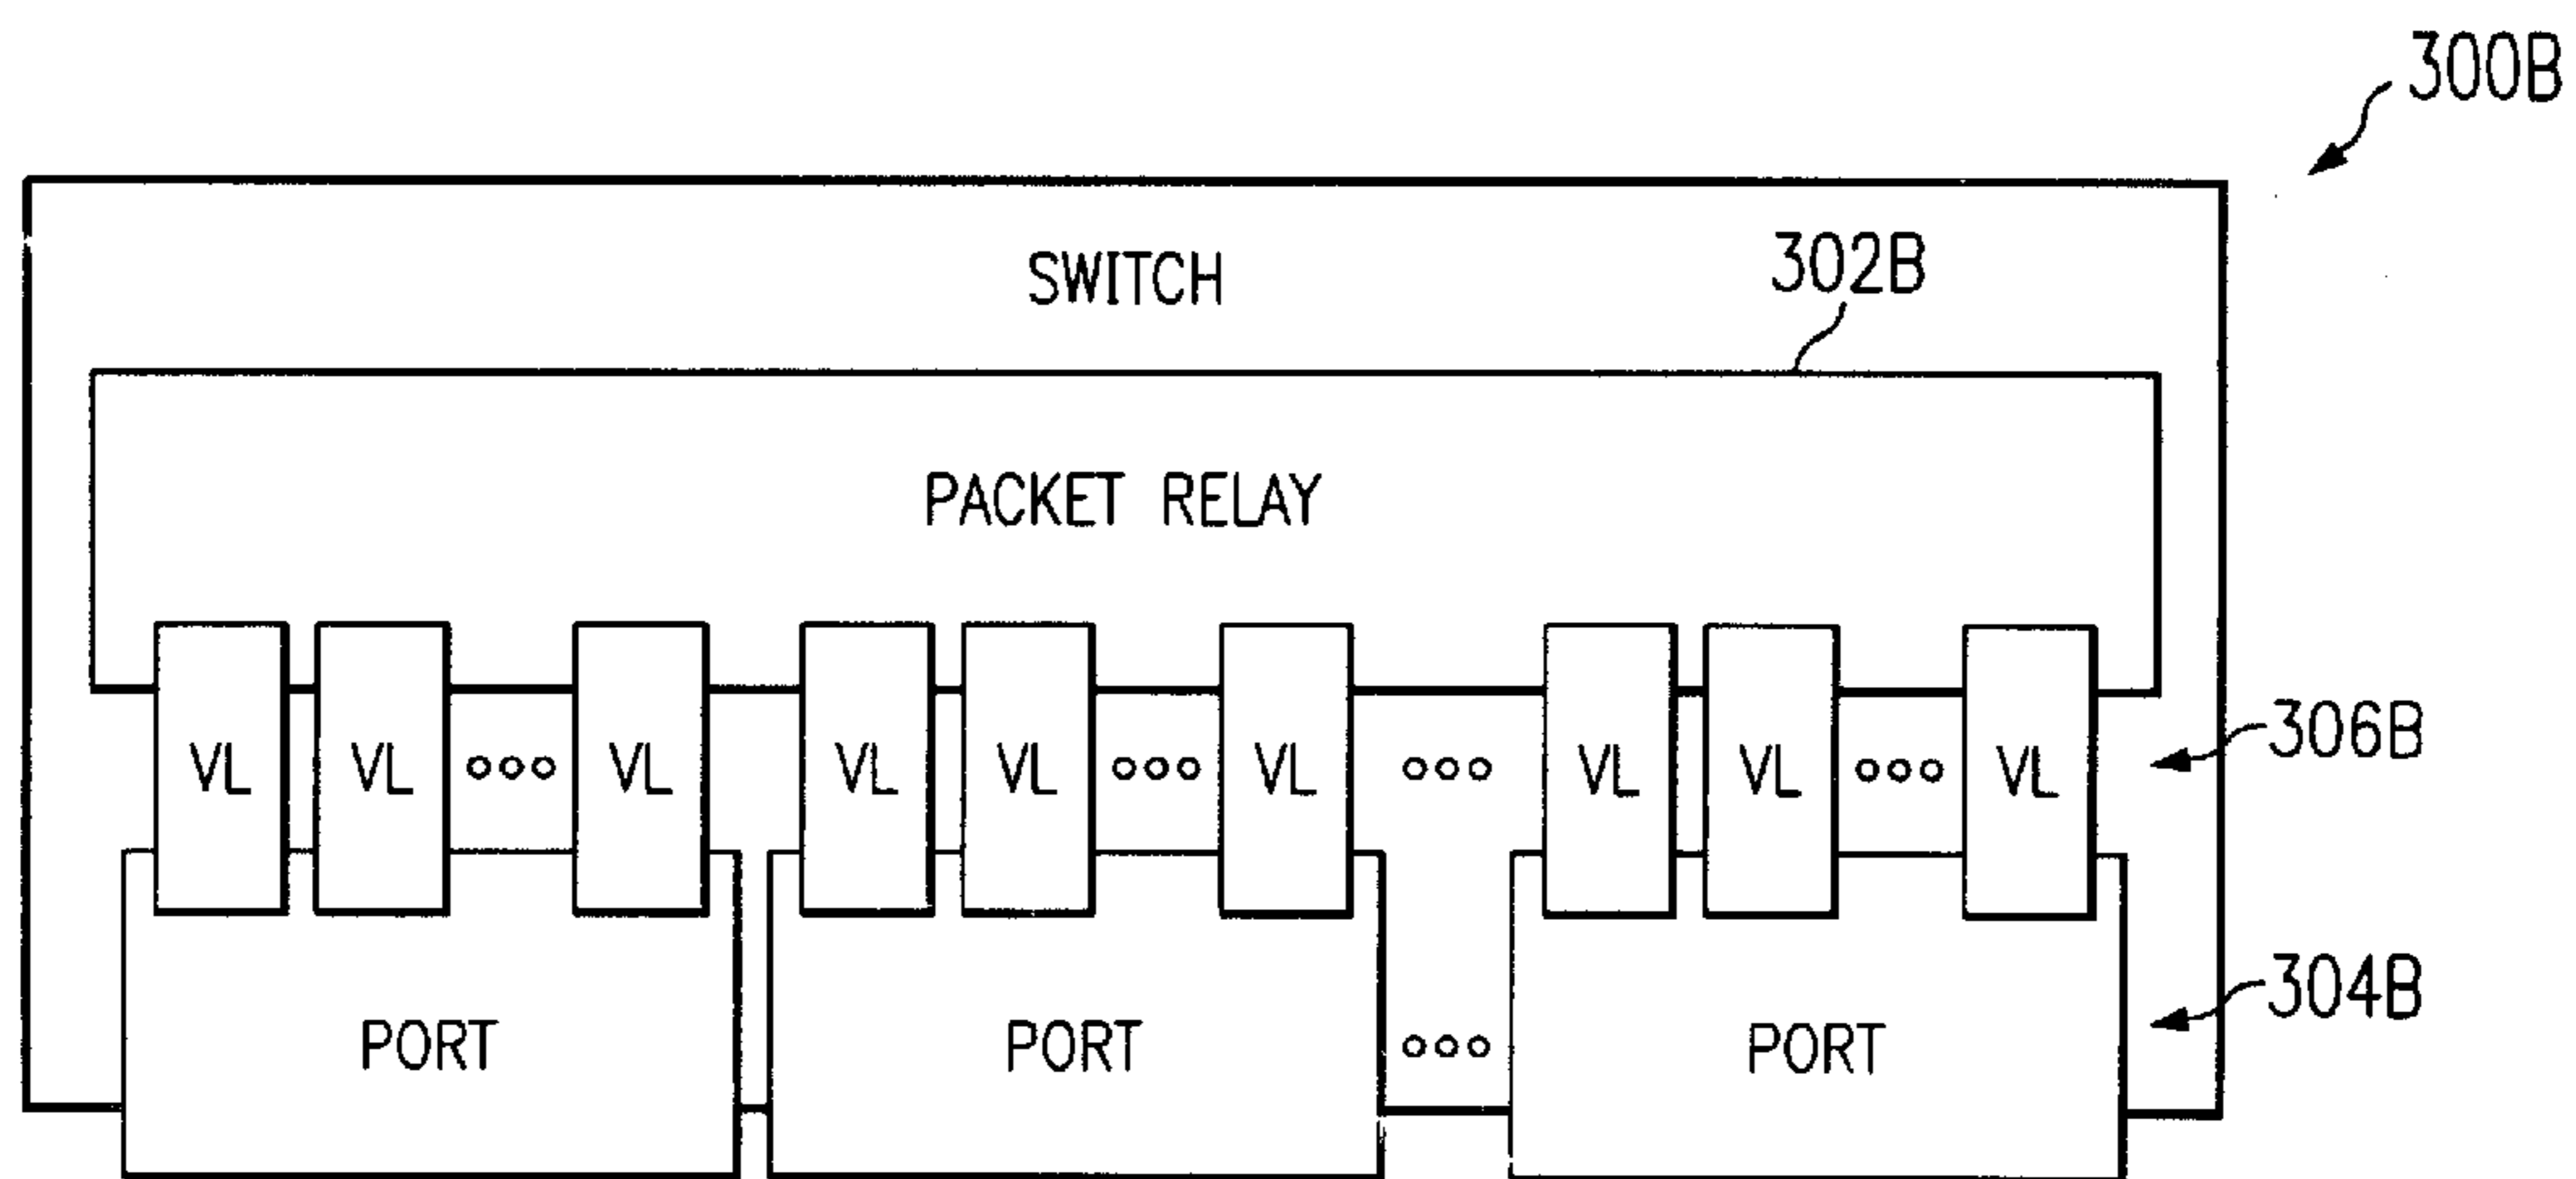 300B
SWITCH
302B
PACKET RELAY
VL VL VL VL VL VL VL VL VL
306B
304B
PORT PORT PORT